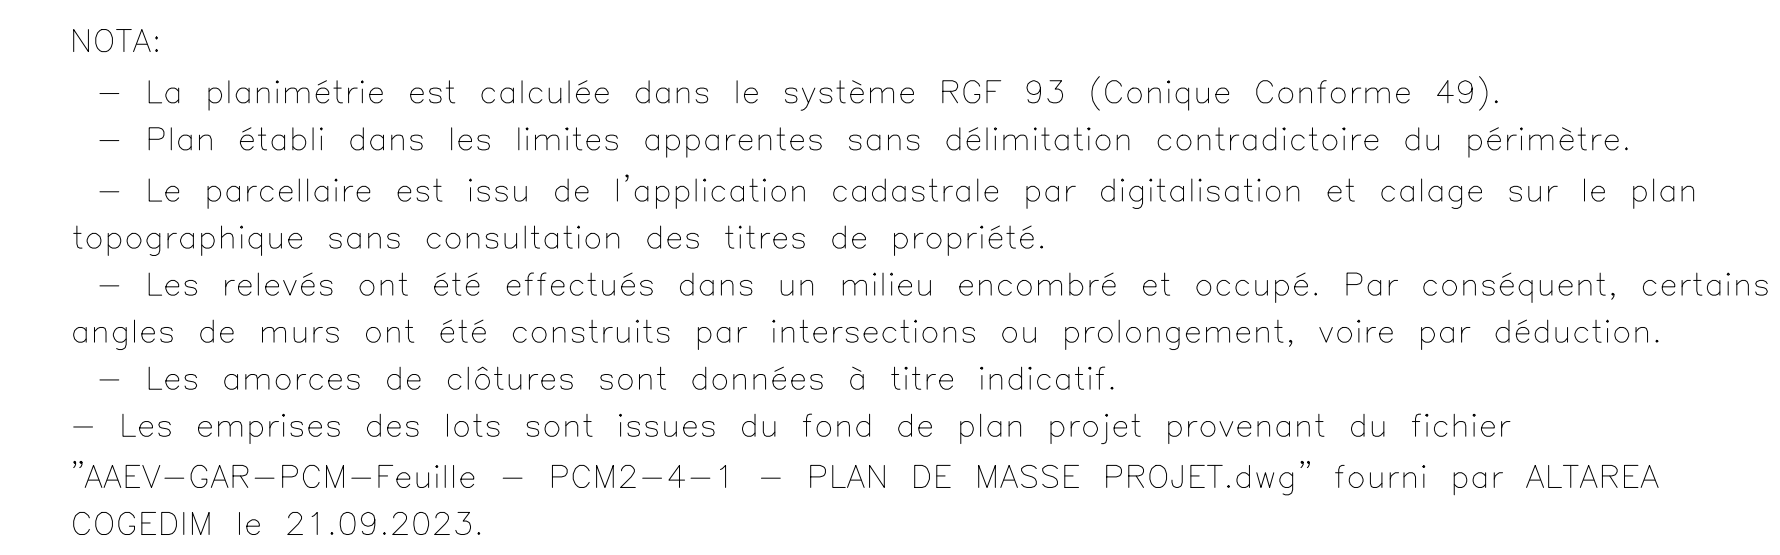 NOTA:
– La planimétrie est calculée dans le système RGF 93 (Conique Conforme 49).
– Plan établi dans les limites apparentes sans délimitation contradictoire du périmètre.
– Le parcellaire est issu de l'application cadastrale par digitalisation et calage sur le plan
topographique sans consultation des titres de propriété.
– Les relevés ont été effectués dans un milieu encombré et occupé. Par conséquent, certains
angles de murs ont été construits par intersections ou prolongement, voire par déduction.
– Les amorces de clôtures sont données à titre indicatif.
– Les emprises des lots sont issues du fond de plan projet provenant du fichier
"AAEV–GAR–PCM–Feuille – PCM2–4–1 – PLAN DE MASSE PROJET.dwg" fourni par ALTAREA
COGEDIM le 21.09.2023.